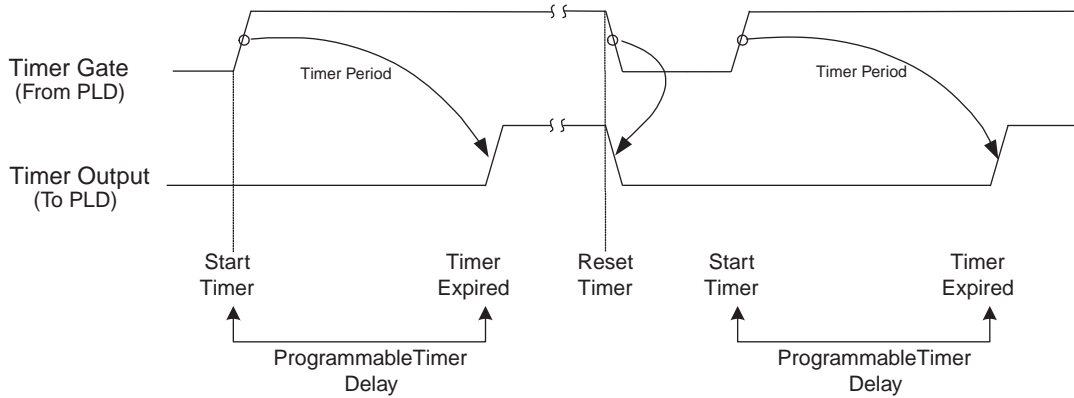 Timer Gate
(From PLD)
Timer Period
Timer Period
Timer Output
(To PLD)
Start
Timer
Timer
Expired
Reset
Timer
Start
Timer
Timer
Expired
ProgrammableTimer
Delay
ProgrammableTimer
Delay